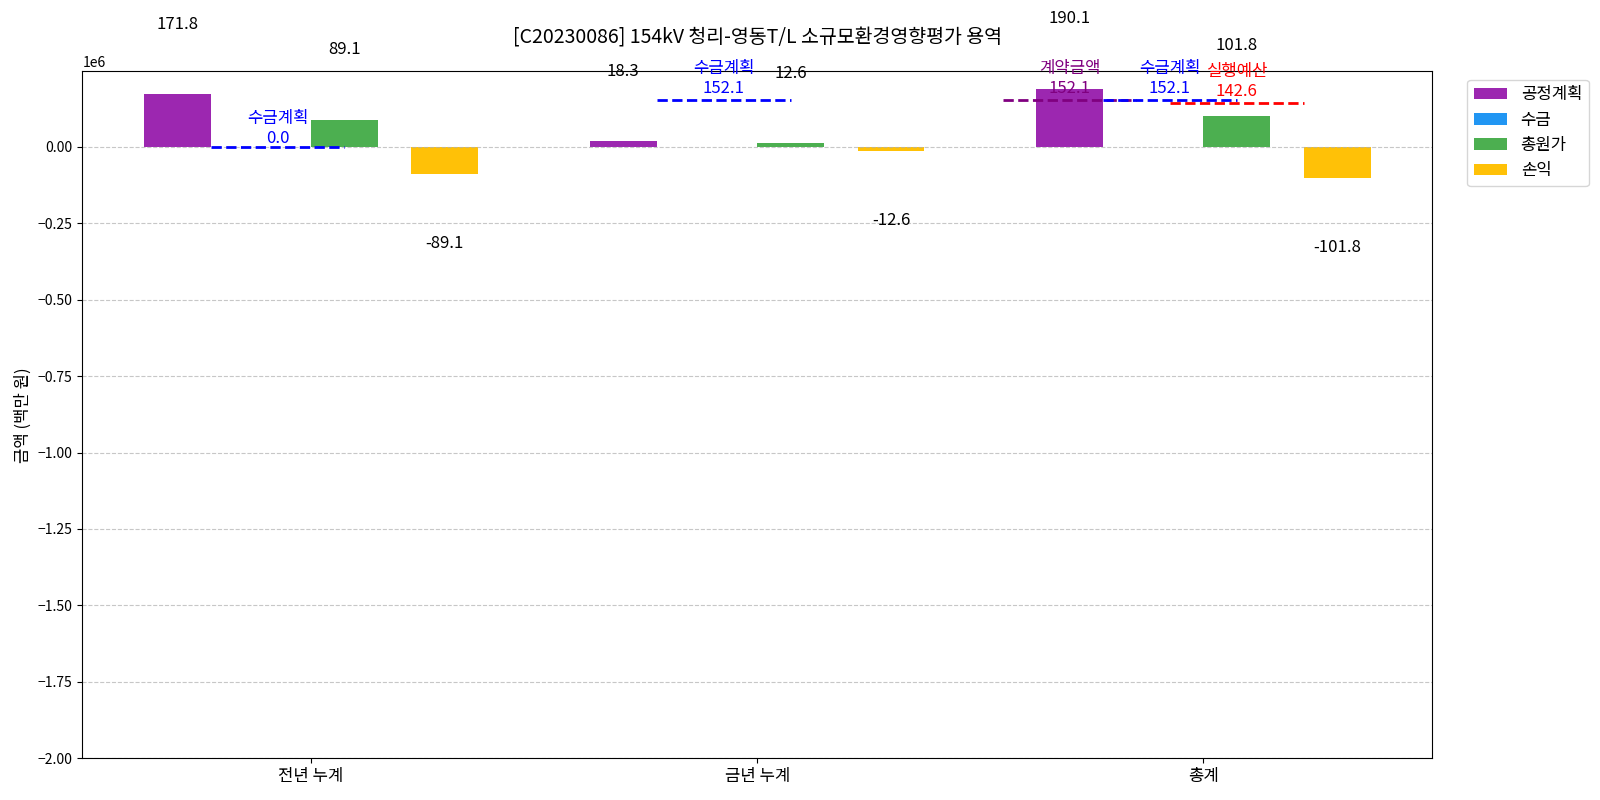 171.8
190.1
[C20230086] 154kV 청리-영동T/L 소규모환경영향평가 용역
89.1
101.8
1e6
18.3
수금계획
152.1
12.6
계약금액
152.1
수금계획
152.1
실행예산
142.6
수금계획
0.0
-89.1
-12.6
-101.8
공정계획
수금
총원가
손익
금액 (백만 원)
0.00
−0.25
−0.50
−0.75
−1.00
−1.25
−1.50
−1.75
−2.00
전년 누계
금년 누계
총계